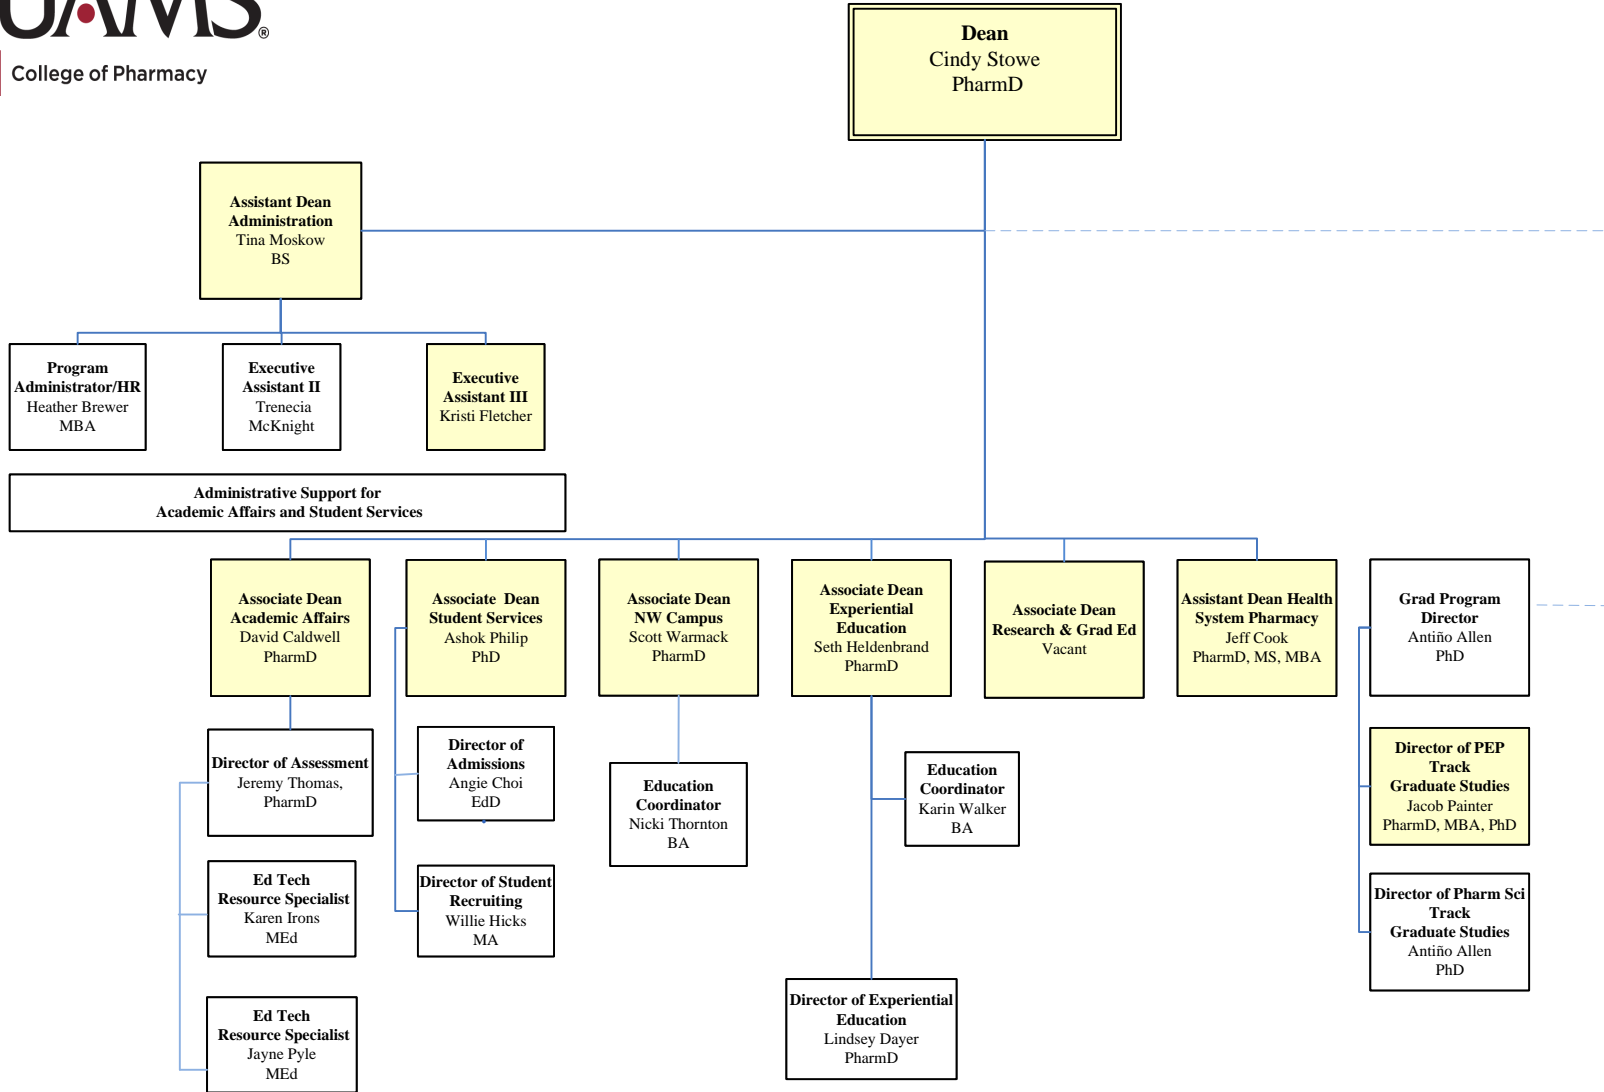 UAMS®
College of Pharmacy
Dean
Cindy Stowe
PharmD
Assistant Dean
Administration
Tina Moskow
BS
Program
Administrator/HR
Heather Brewer
MBA
Executive
Assistant II
Trenecia
McKnight
Executive
Assistant III
Kristi Fletcher
Administrative Support for
Academic Affairs and Student Services
Associate Dean
Academic Affairs
David Caldwell
PharmD
Associate Dean
Student Services
Ashok Philip
PhD
Associate Dean
NW Campus
Scott Warmack
PharmD
Associate Dean
Experiential
Education
Seth Heldenbrand
PharmD
Associate Dean
Research & Grad Ed
Vacant
Assistant Dean Health
System Pharmacy
Jeff Cook
PharmD, MS, MBA
Grad Program
Director
Antiño Allen
PhD
Director of Assessment
Jeremy Thomas,
PharmD
Director of
Admissions
Angie Choi
EdD
Education
Coordinator
Nicki Thornton
BA
Education
Coordinator
Karin Walker
BA
Director of PEP
Track
Graduate Studies
Jacob Painter
PharmD, MBA, PhD
Ed Tech
Resource Specialist
Karen Irons
MEd
Director of Student
Recruiting
Willie Hicks
MA
Director of Pharm Sci
Track
Graduate Studies
Antiño Allen
PhD
Ed Tech
Resource Specialist
Jayne Pyle
MEd
Director of Experiential
Education
Lindsey Dayer
PharmD